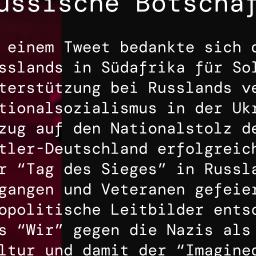 ussische Botschaf
einem Tweet bedankte sich d
sslands in Südafrika für Sol
terstützung bei Russlands ve
tionalsozialismus in der Ukr
zug auf den Nationalstolz de
tler-Deutschland erfolgreich
r “Tag des Sieges” in Russla
gangen und Veteranen gefeier
opolitische Leitbilder entsc
s “Wir” gegen die Nazis als
ltur und damit der “Imagined